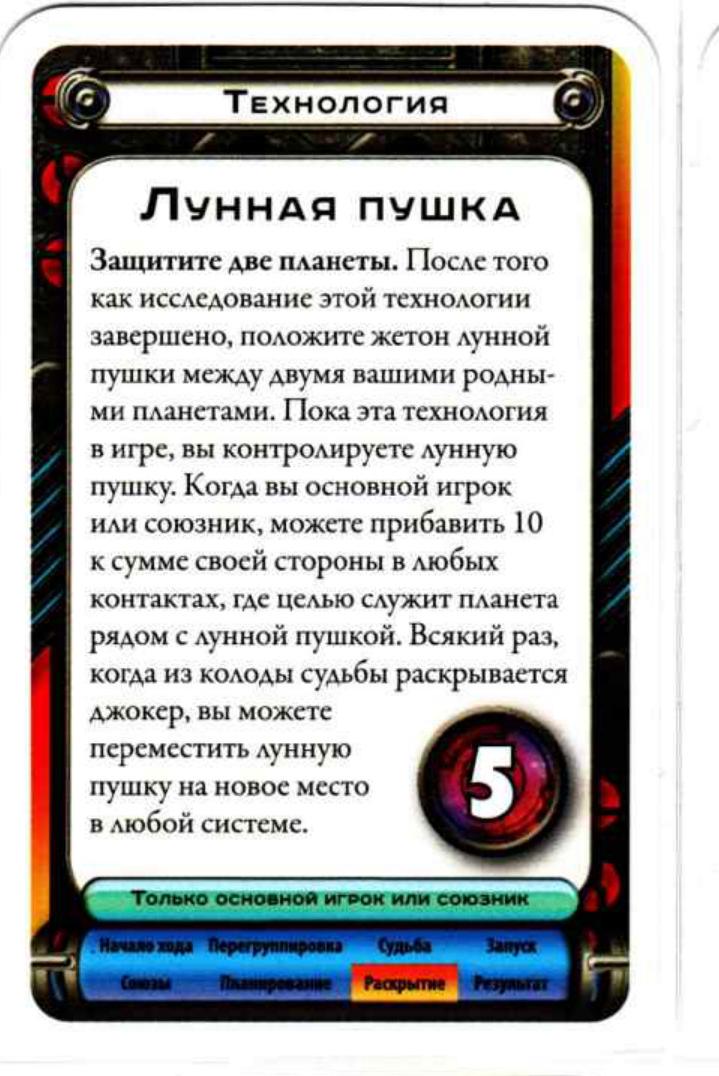 Технология
Лунная пушка
Защитите две планеты. После того
как исследование этой технологии
завершено, положите жетон лунной
пушки между двумя вашими родны-
ми планетами. Пока эта технология
в игре, вы контролируете лунную
пушку. Когда вы основной игрок
или союзник, можете прибавить 10
к сумме своей стороны в любых
контактах, где целью служит планета
рядом с лунной пушкой. Всякий раз,
когда из колоды судьбы раскрывается
джокер, вы можете
переместить лунную
пушку на новое место
в любой системе.
5
Только основной игрок или союзник
Начало хода Перегруппировка Судьба Запуск
Союзы Планирование Раскрытие Результат